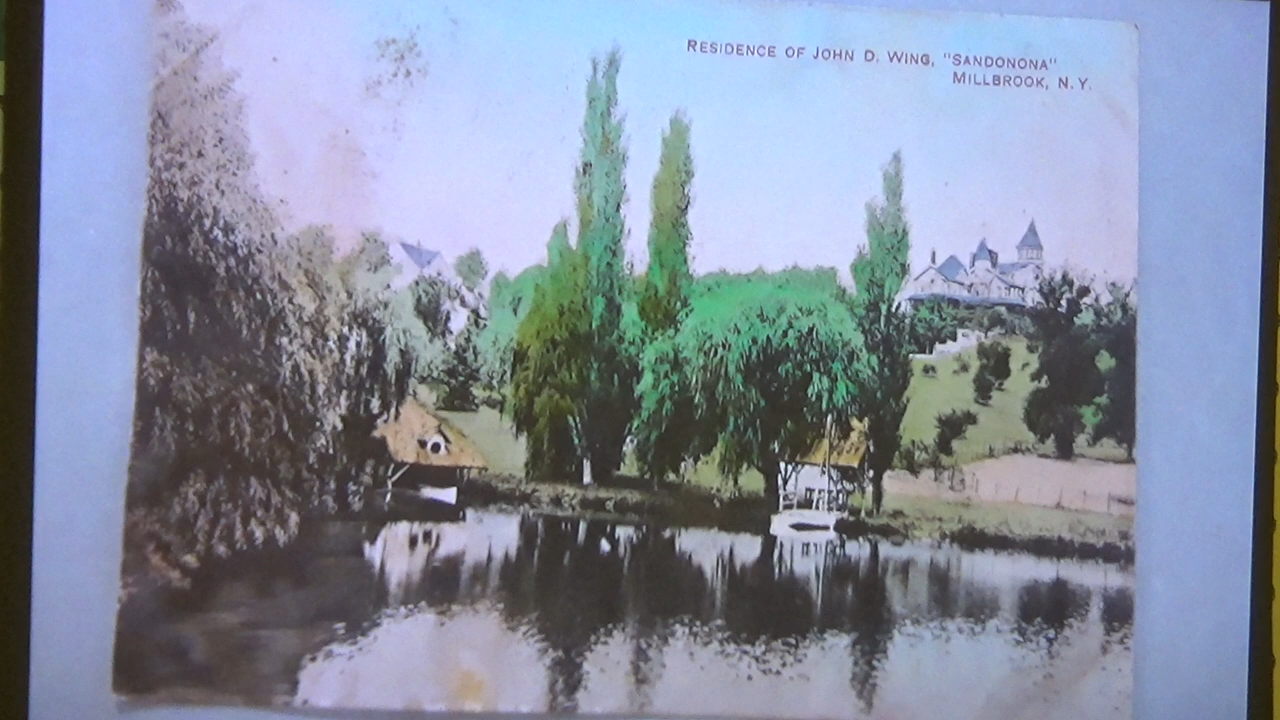 RESIDENCE OF JOHN D. WING, "SANDONONA"
MILLBROOK, N.Y.